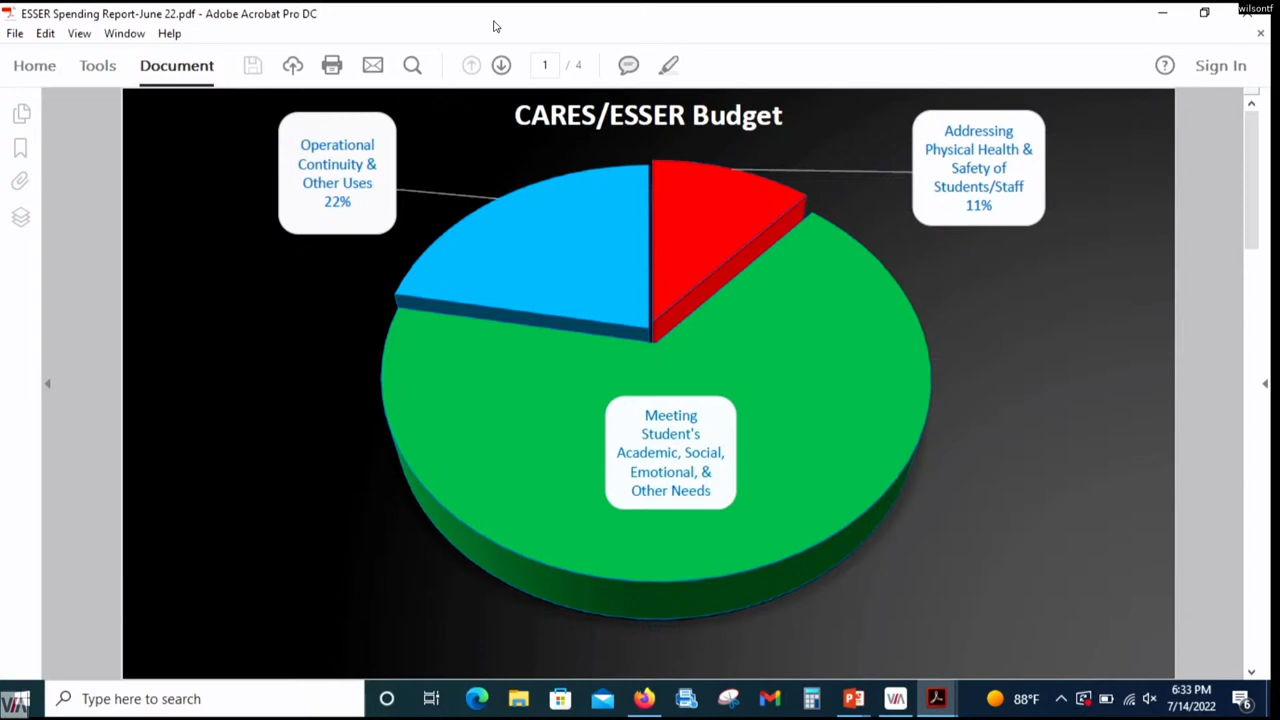 wilsontf
ESSER Spending Report-June 22.pdf - Adobe Acrobat Pro DC
File Edit View Window Help
Home Tools Document 1 / 4 Sign In
CARES/ESSER Budget
Operational
Continuity &
Other Uses
22%
Addressing
Physical Health &
Safety of
Students/Staff
11%
Meeting
Student's
Academic, Social,
Emotional, &
Other Needs
VIA
Type here to search
VIA
88°F
6:33 PM
7/14/2022
6